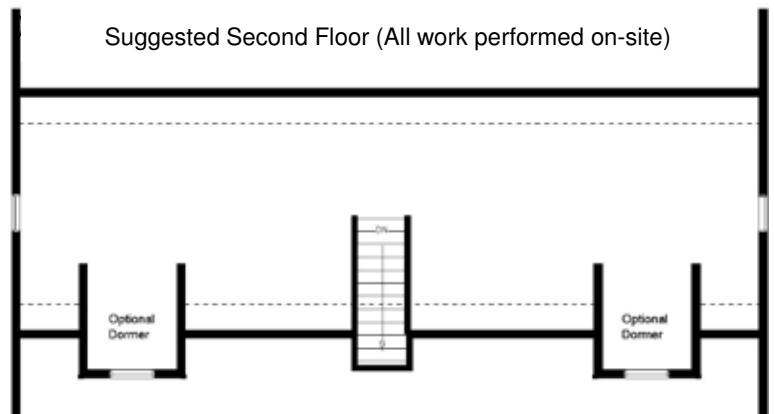 Suggested Second Floor (All work performed on-site)
DN
Optional
Dormer
Optional
Dormer